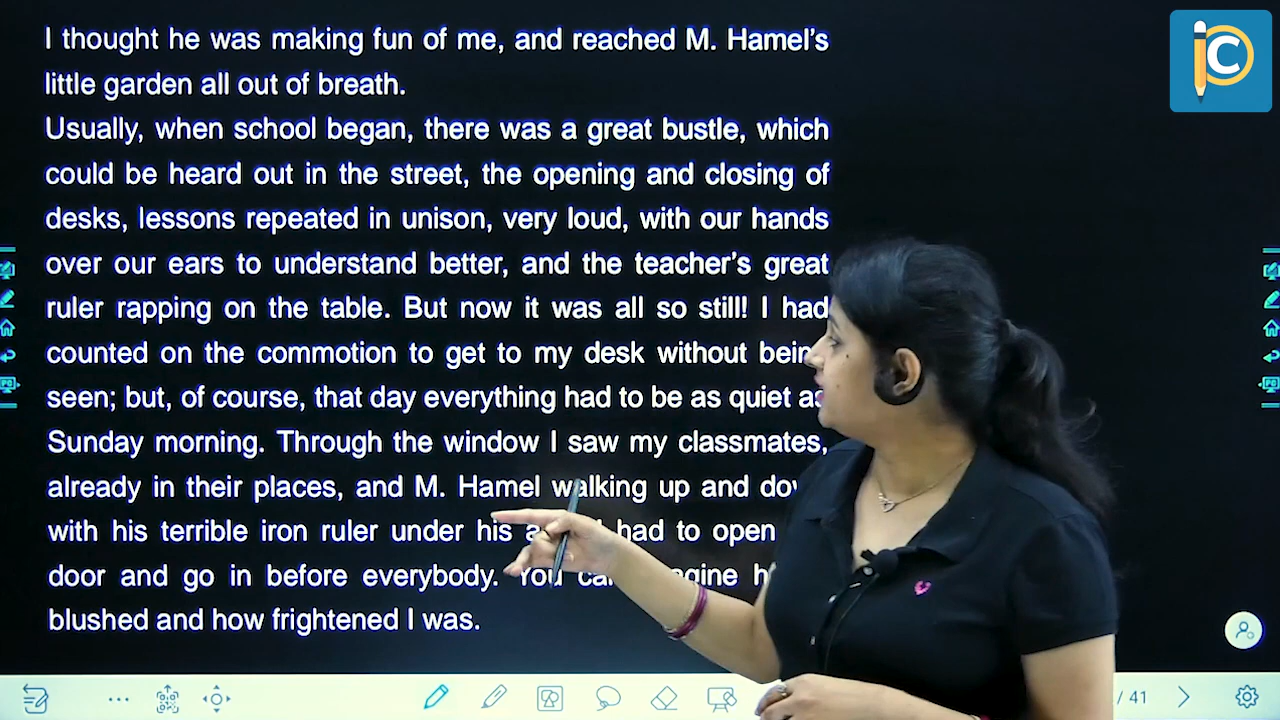 I thought he was making fun of me, and reached M. Hamel's
little garden all out of breath.
Usually, when school began, there was a great bustle, which
could be heard out in the street, the opening and closing of
desks, lessons repeated in unison, very loud, with our hands
over our ears to understand better, and the teacher's great
ruler rapping on the table. But now it was all so still! I had
counted on the commotion to get to my desk without bein
seen; but, of course, that day everything had to be as quiet as
Sunday morning. Through the window I saw my classmates,
already in their places, and M. Hamel walking up and
with his terrible iron ruler under his had to open
door and go in before everybody. You
blushed and how frightened I was.
/ 41